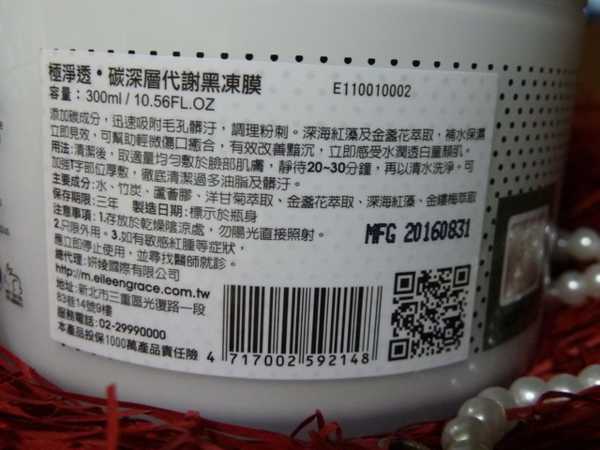 極淨透・碳深層代謝黑凍膜
容量：300ml / 10.56FL.OZ
E110010002
添加碳成分，迅速吸附毛孔髒汙，調理粉刺。深海紅藻及金盞花萃取，補水保濕
立即見效，可幫助輕微傷口癒合，有效改善黯沉，立即感受水潤透白童顏肌。
用法：清潔後，取適量均勻敷於臉部肌膚，靜待20~30分鐘，再以清水洗淨。可
加強T字部位厚敷，徹底清潔過多油脂及髒汙。
主要成分：水、竹炭、蘆薈膠、洋甘菊萃取、金盞花萃取、深海紅藻、金縷梅萃取
保存期限：三年 製造日期：標示於瓶身
注意事項：1.存放於乾燥陰涼處，勿陽光直接照射。
2.只限外用。3.如有敏感紅腫等症狀，
應立即停止使用，並尋找醫師就診。
MFG 20160831
總代理：妍綾國際有限公司
http://m.eileengrace.com.tw
地址：新北市三重區光復路一段
83巷14號9樓
服務電話：02-29990000
本產品投保1000萬產品責任險
4 717002 592148